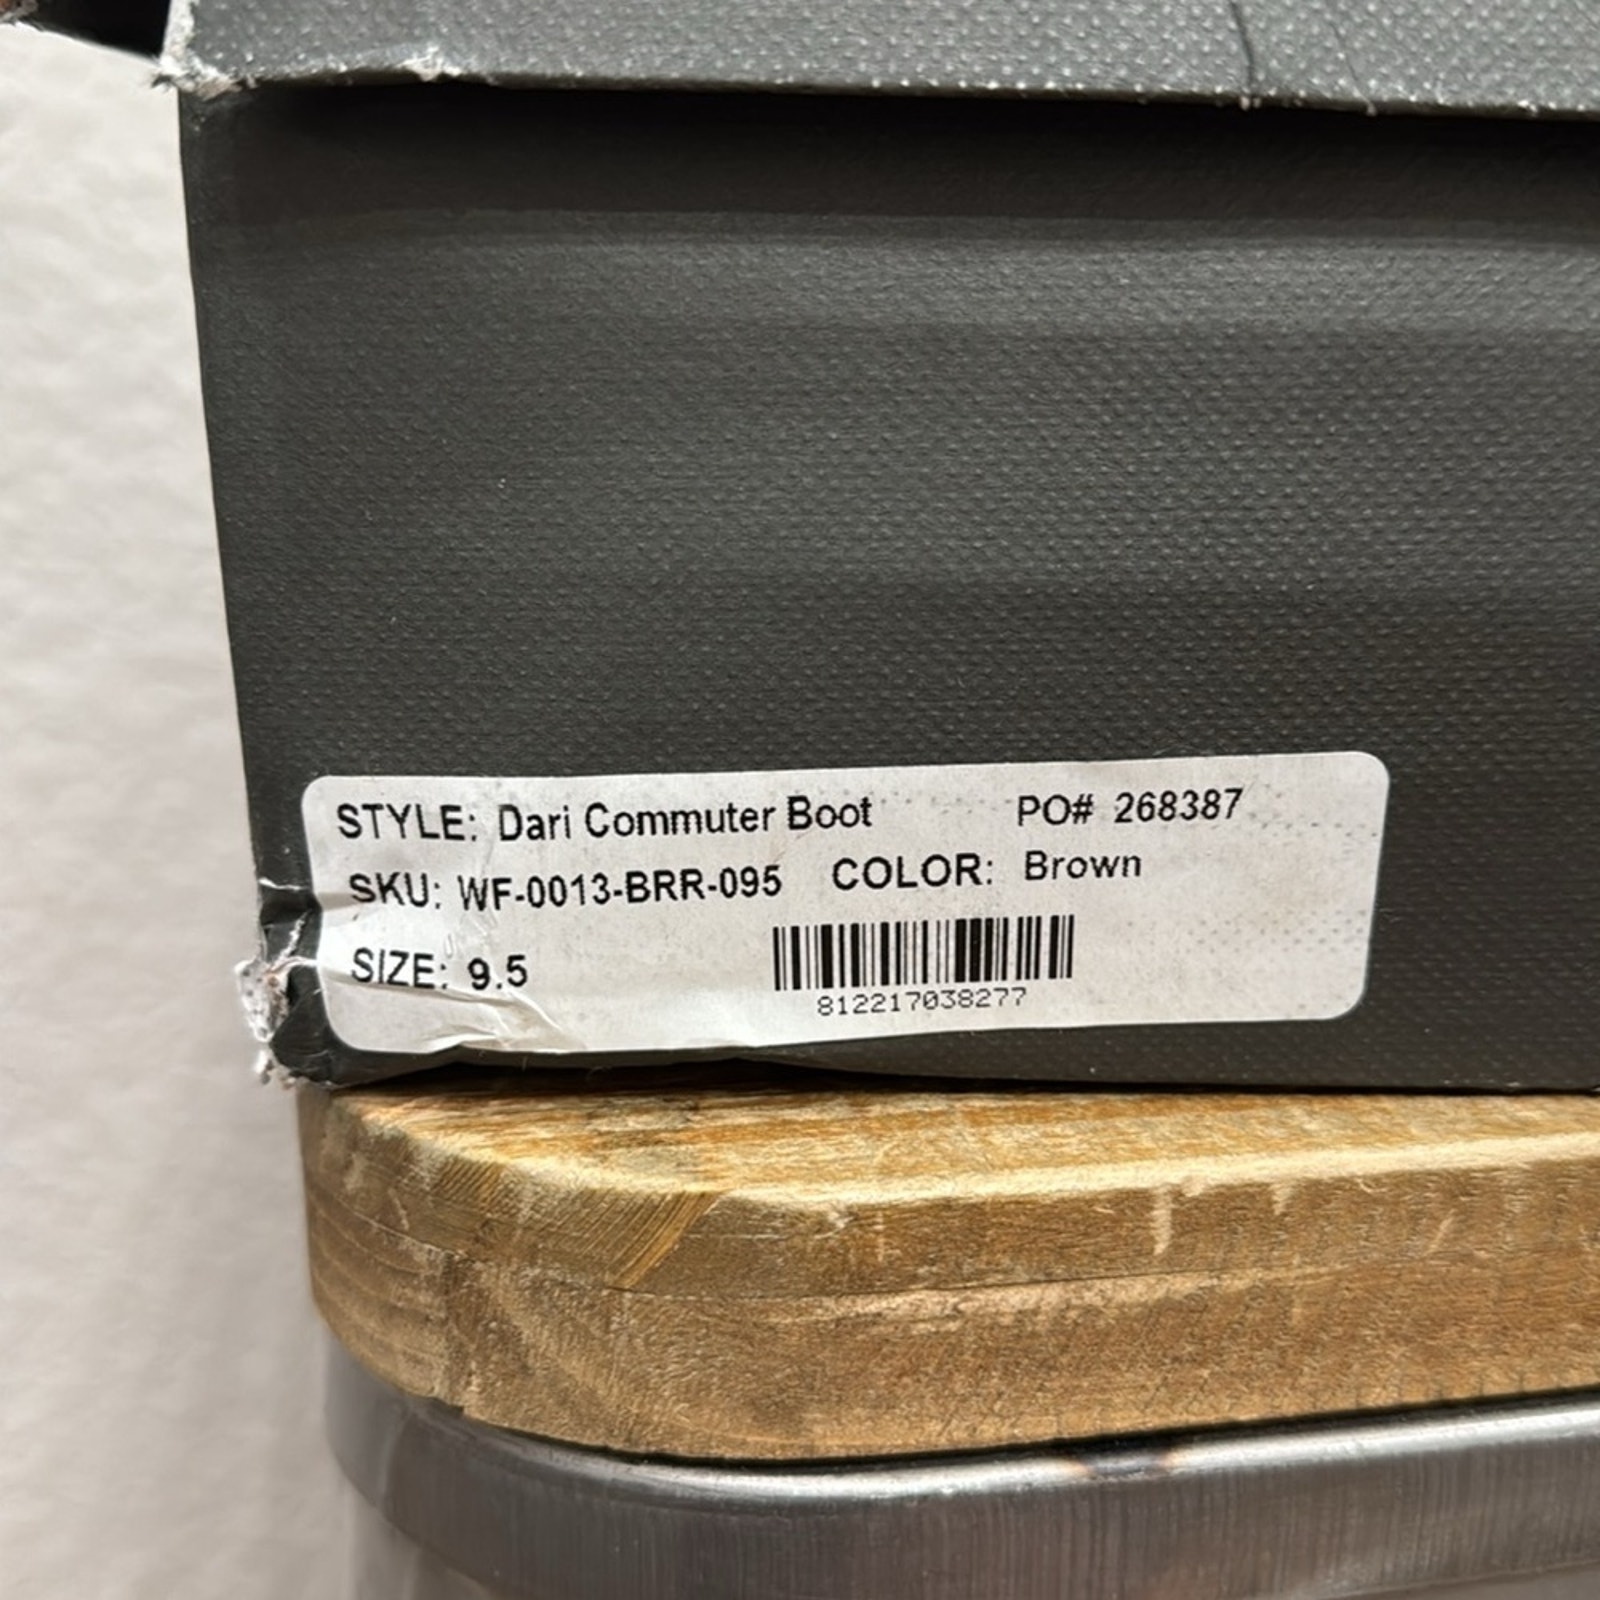 STYLE: Dari Commuter Boot PO# 268387
SKU: WF-0013-BRR-095 COLOR: Brown
SIZE: 9.5
812217038277